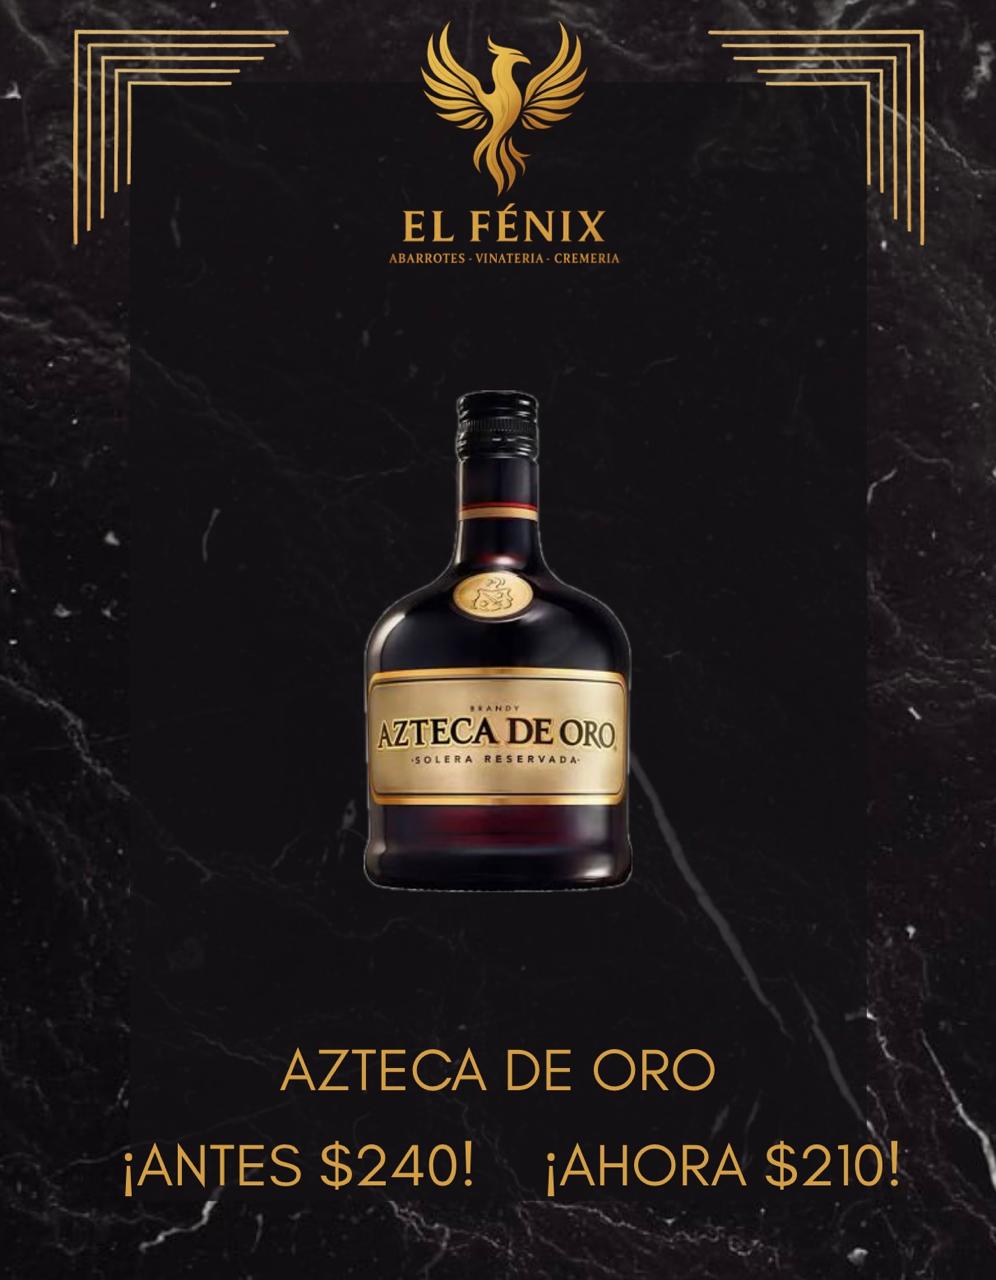 EL FÉNIX
ABARROTES · VINATERIA · CREMERIA
BRANDY
AZTECA DE ORO
·SOLERA RESERVADA·
AZTECA DE ORO
¡ANTES $240! ¡AHORA $210!